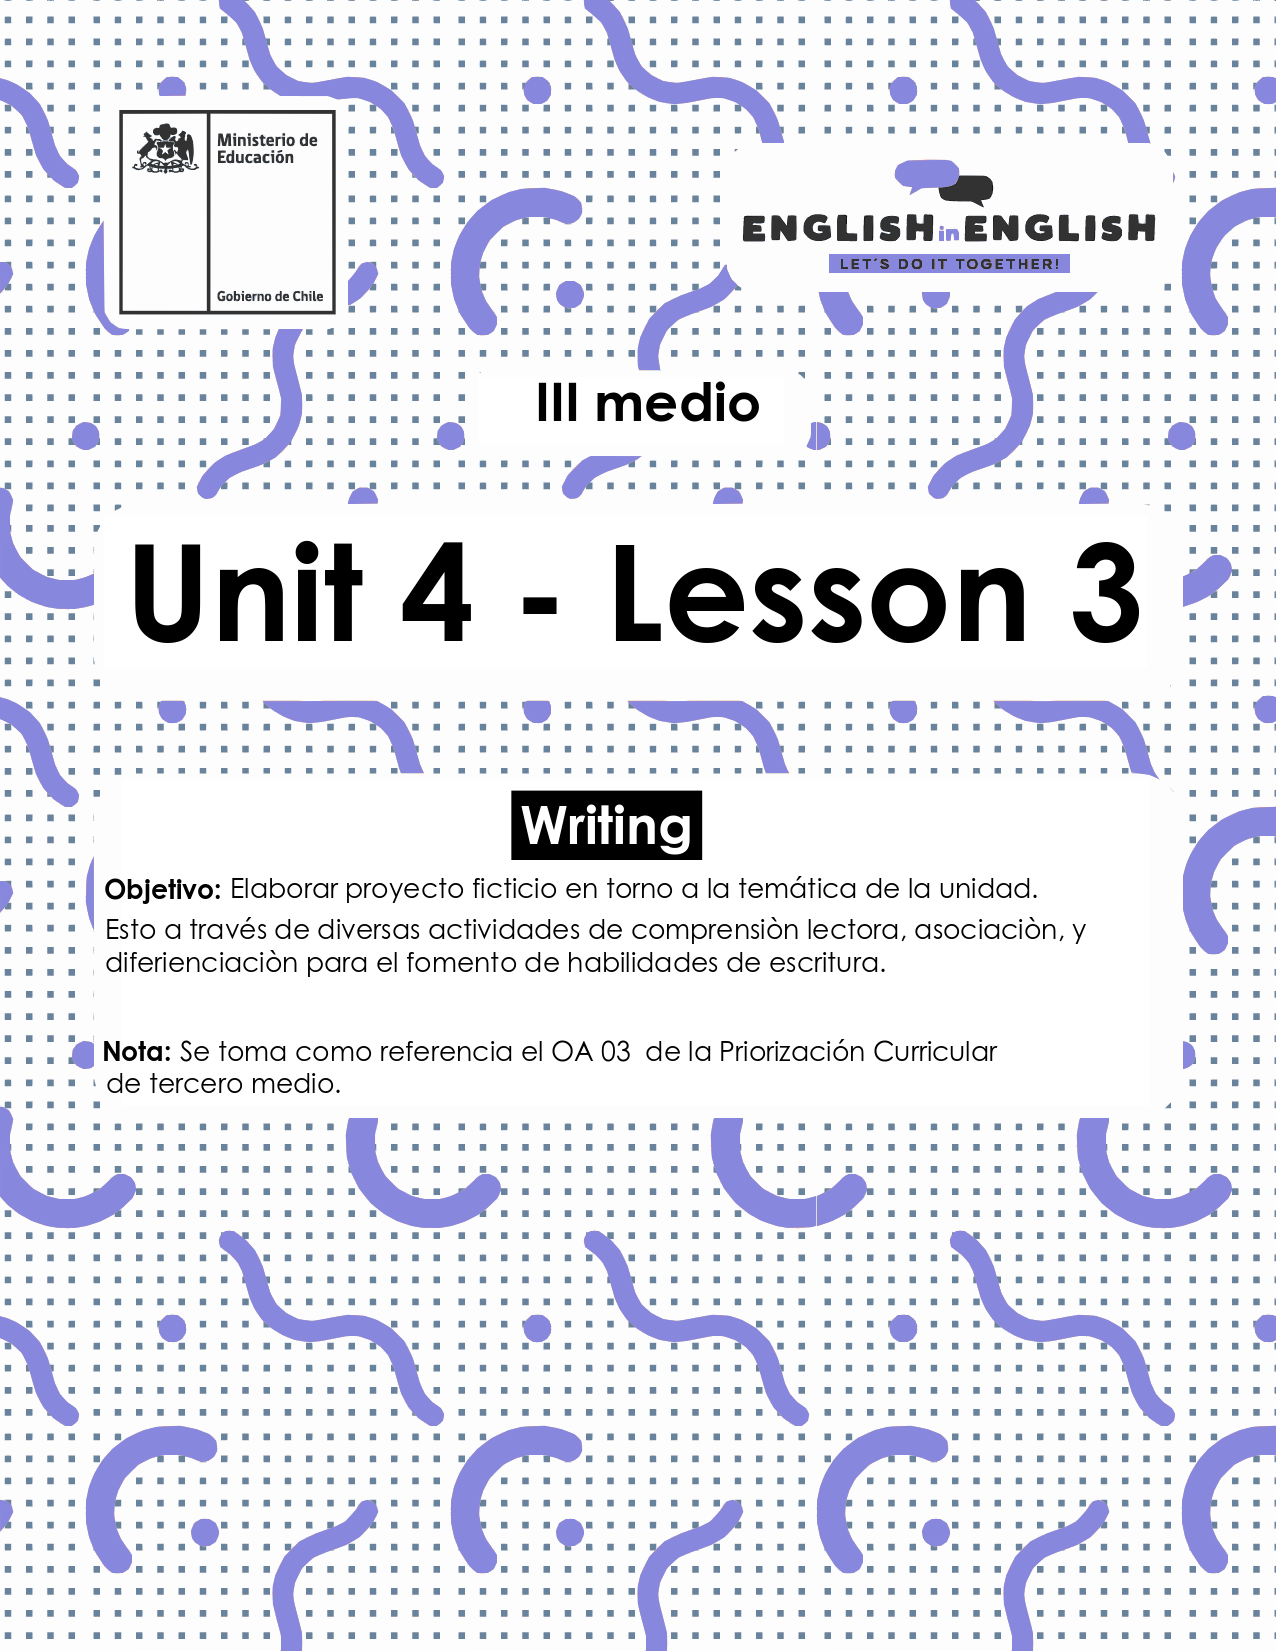 Ministerio de
Educación
Gobierno de Chile
ENGLISH in ENGLISH
LET´S DO IT TOGETHER!
III medio
Unit 4 - Lesson 3
Writing
Objetivo: Elaborar proyecto ficticio en torno a la temática de la unidad.
Esto a través de diversas actividades de comprensiòn lectora, asociaciòn, y
diferienciaciòn para el fomento de habilidades de escritura.
Nota: Se toma como referencia el OA 03 de la Priorización Curricular
de tercero medio.